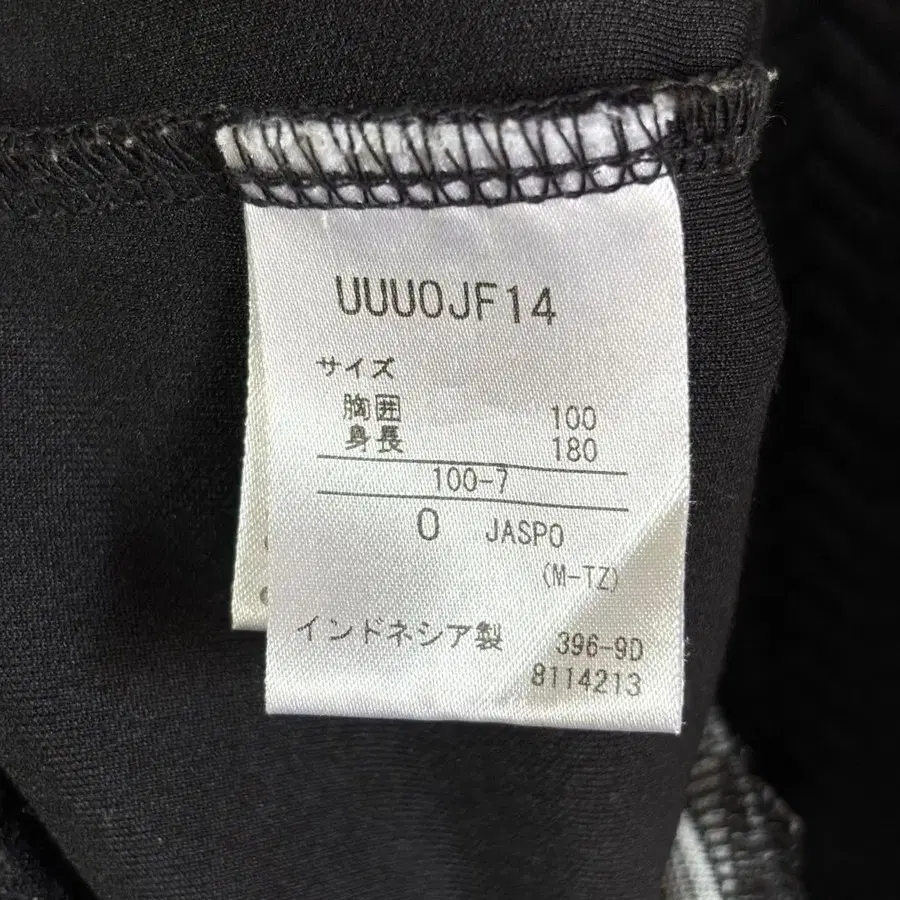 UUU0JF14
サイズ
胸囲 100
身長 180
100-7
O JASPO
(M-TZ)
インドネシア製 396-9D
8114213